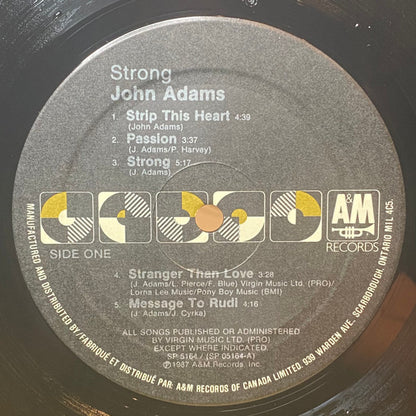 Strong
John Adams
1. Strip This Heart 4:39
(John Adams)
2. Passion 3:37
(J. Adams/P. Harvey)
3. Strong 5:17
(J. Adams)
A&M
RECORDS
SIDE ONE
4. Stranger Than Love 3:28
(J. Adams/L. Pierce/F. Blue) Virgin Music Ltd. (PRO)/
Lorna Lee Music/Pony Boy Music (BMI)
5. Message To Rudi 4:16
(J. Adams/J. Cyrka)
ALL SONGS PUBLISHED OR ADMINISTERED
BY VIRGIN MUSIC LTD. (PRO)
EXCEPT WHERE INDICATED.
SP 5164 / (SP 05164-A)
℗1987 A&M Records, Inc.
MANUFACTURED AND DISTRIBUTED BY/FABRIQUÉ ET DISTRIBUÉ PAR: A&M RECORDS OF CANADA LIMITED, 939 WARDEN AVE., SCARBOROUGH, ONTARIO M1L 4C5.